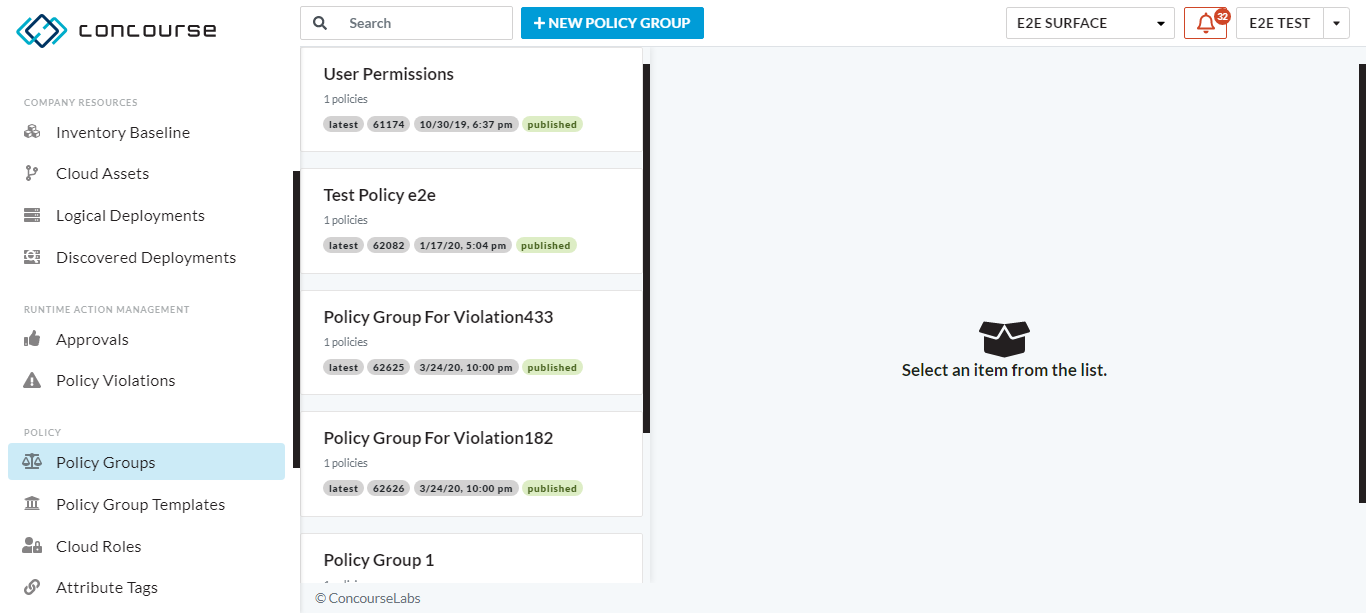 concourse
Search
NEW POLICY GROUP
E2E SURFACE
32
E2E TEST
COMPANY RESOURCES
Inventory Baseline
Cloud Assets
Logical Deployments
Discovered Deployments
RUNTIME ACTION MANAGEMENT
Approvals
Policy Violations
POLICY
Policy Groups
Policy Group Templates
Cloud Roles
Attribute Tags
User Permissions
1 policies
latest 61174 10/30/19, 6:37 pm published
Test Policy e2e
1 policies
latest 62082 1/17/20, 5:04 pm published
Policy Group For Violation433
1 policies
latest 62625 3/24/20, 10:00 pm published
Policy Group For Violation182
1 policies
latest 62626 3/24/20, 10:00 pm published
Policy Group 1
Select an item from the list.
© ConcourseLabs